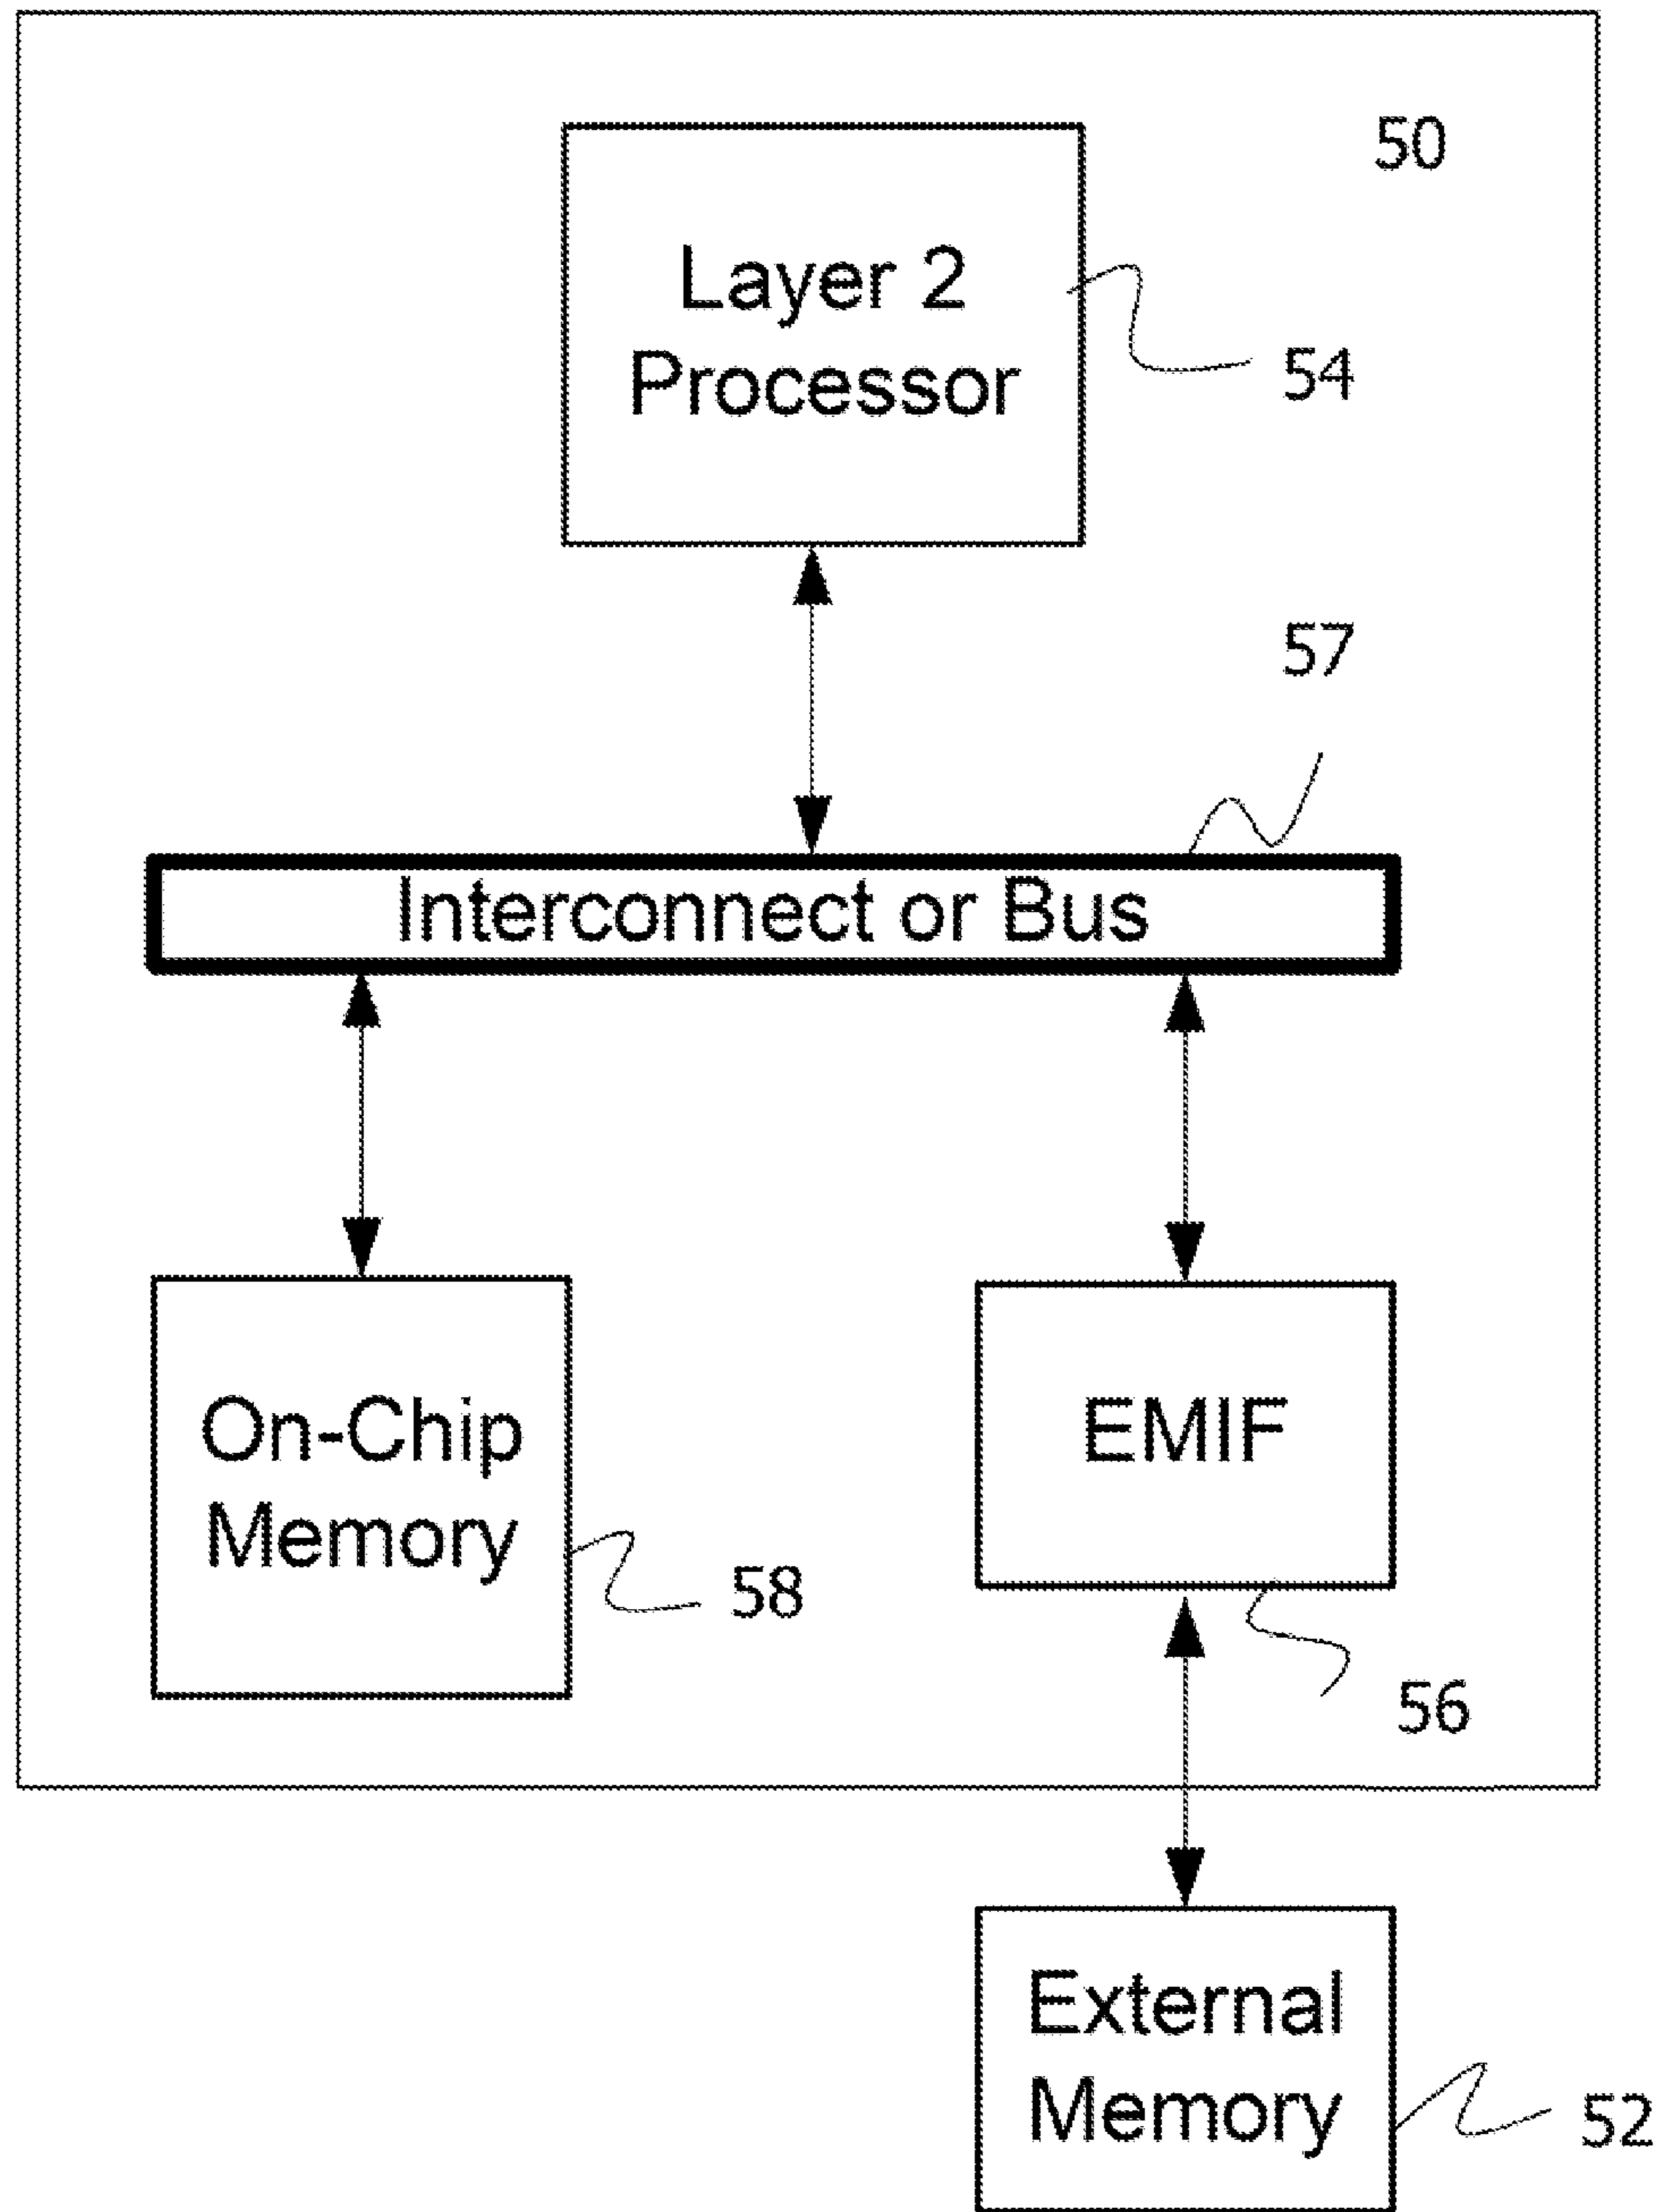 50
Layer 2
Processor
54
57
Interconnect or Bus
On-Chip
Memory
58
EMIF
56
External
Memory
52